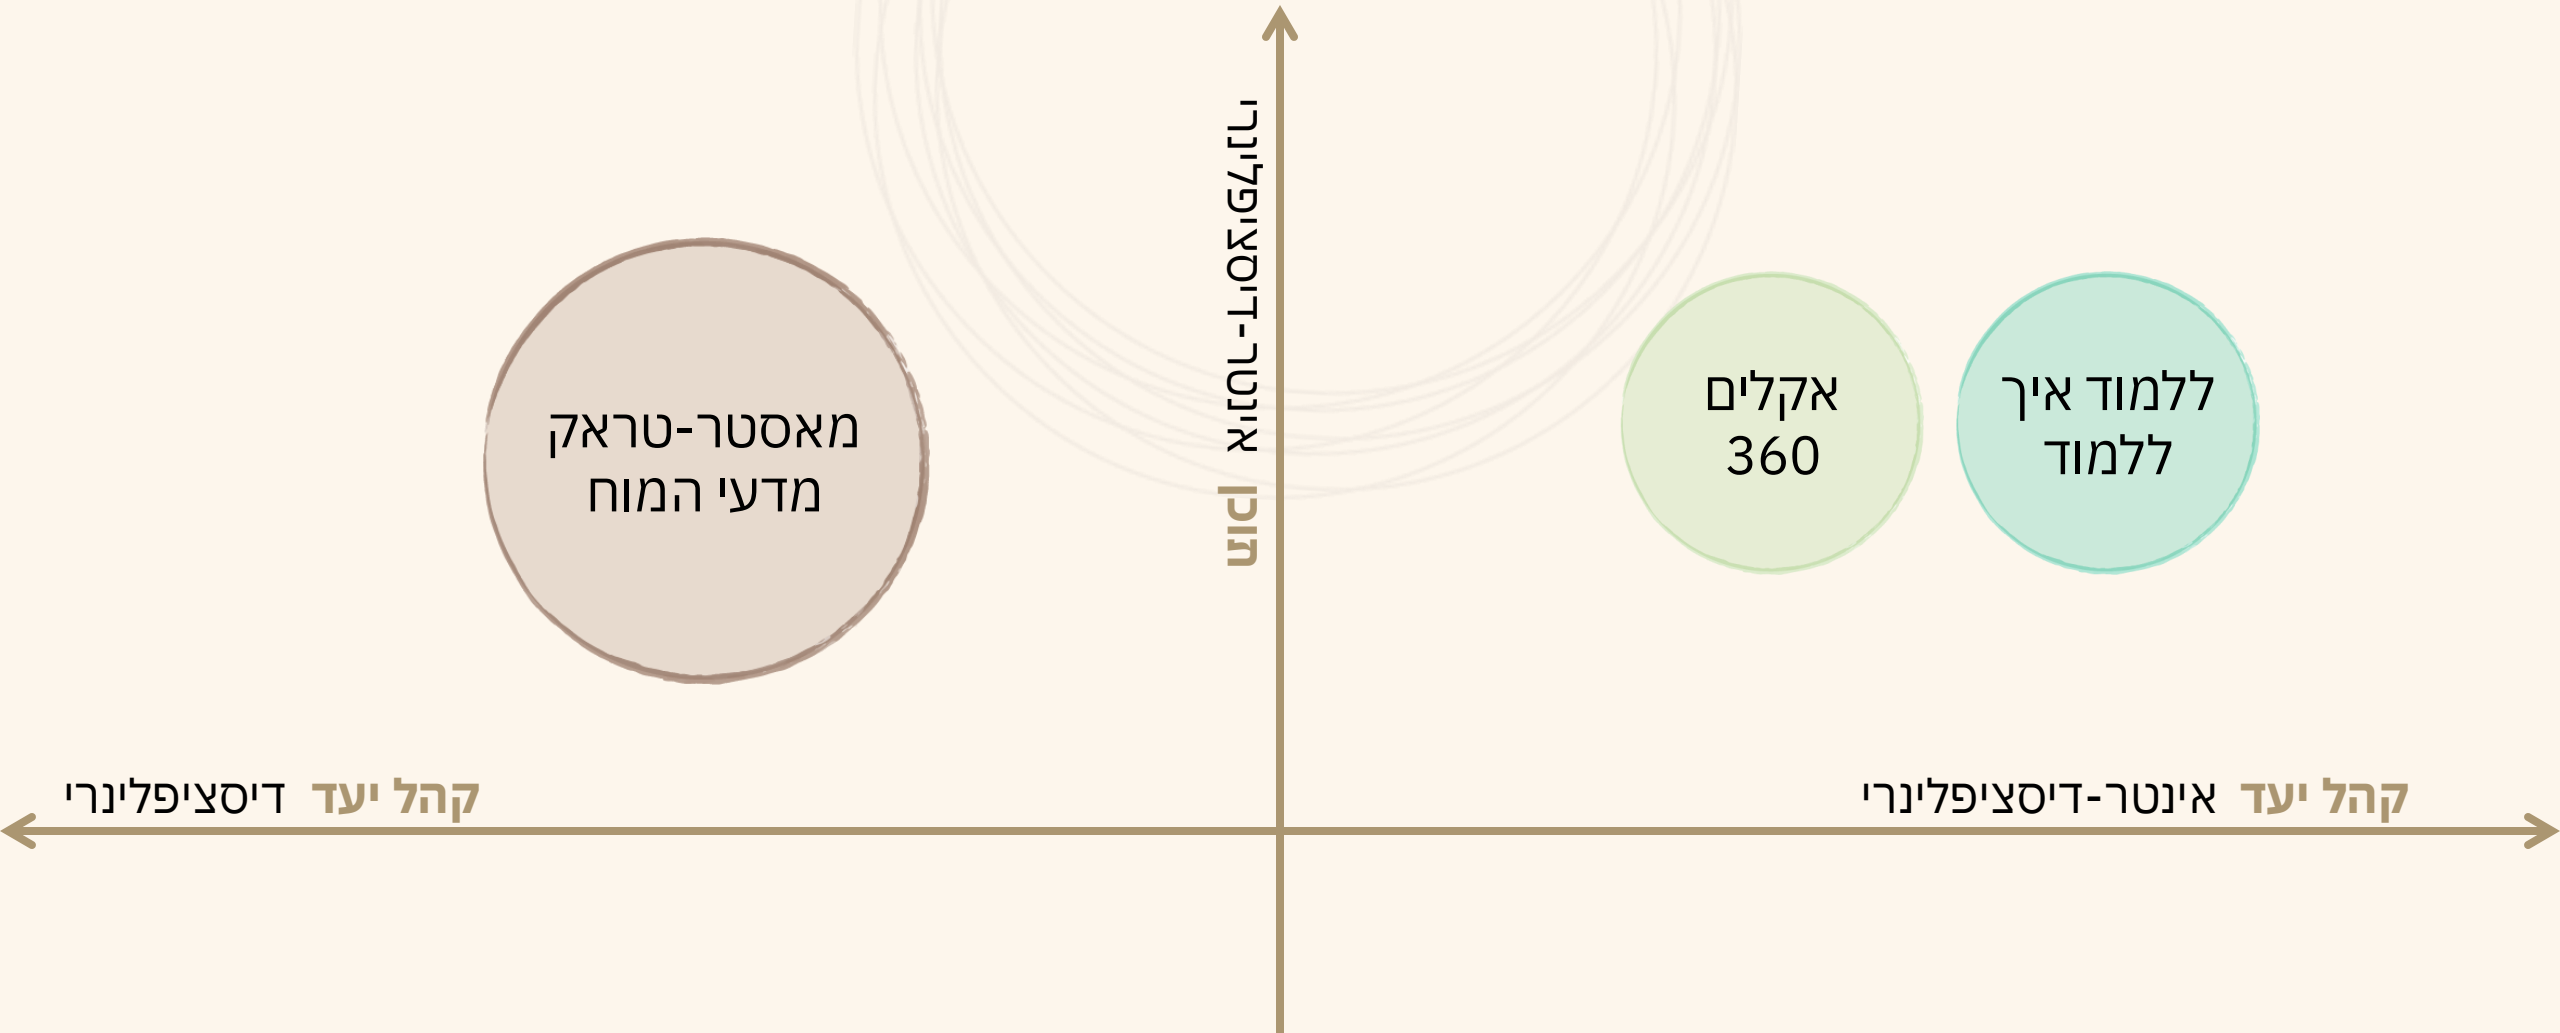 תוכן אינטר-דיסציפלינרי
ללמוד איך
ללמוד
אקלים
360
מאסטר-טראק
מדעי המוח
קהל יעד אינטר-דיסציפלינרי
קהל יעד דיסציפלינרי